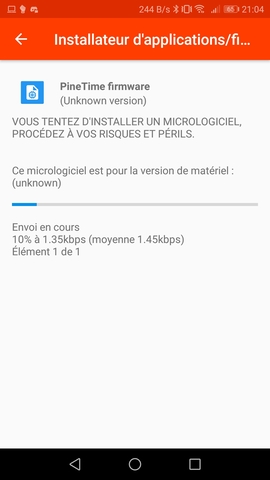 244 B/s 21:04
Installateur d'applications/fi...
PineTime firmware
(Unknown version)
VOUS TENTEZ D'INSTALLER UN MICROLOGICIEL,
PROCÉDEZ À VOS RISQUES ET PÉRILS.
Ce micrologiciel est pour la version de matériel :
(unknown)
Envoi en cours
10% à 1.35kbps (moyenne 1.45kbps)
Élément 1 de 1